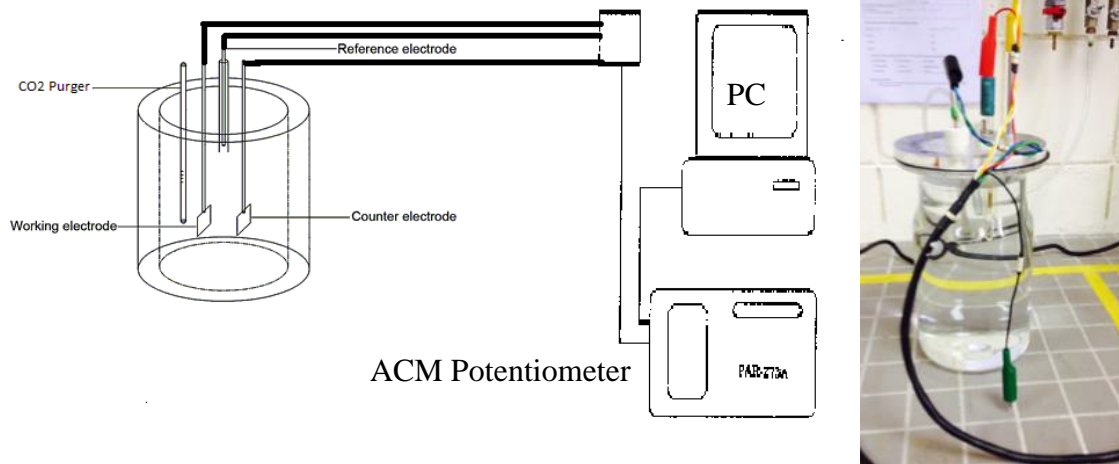 Reference electrode
CO2 Purger
PC
Working electrode
Counter electrode
ACM Potentiometer
PAR-273A